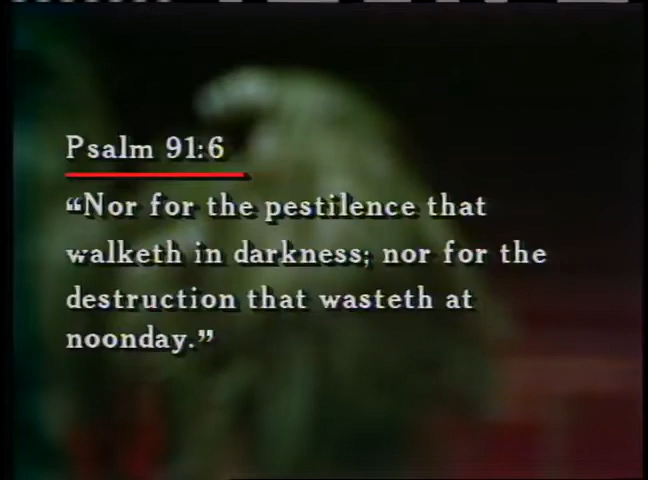 Psalm 91:6
“Nor for the pestilence that
walketh in darkness; nor for the
destruction that wasteth at
noonday.”